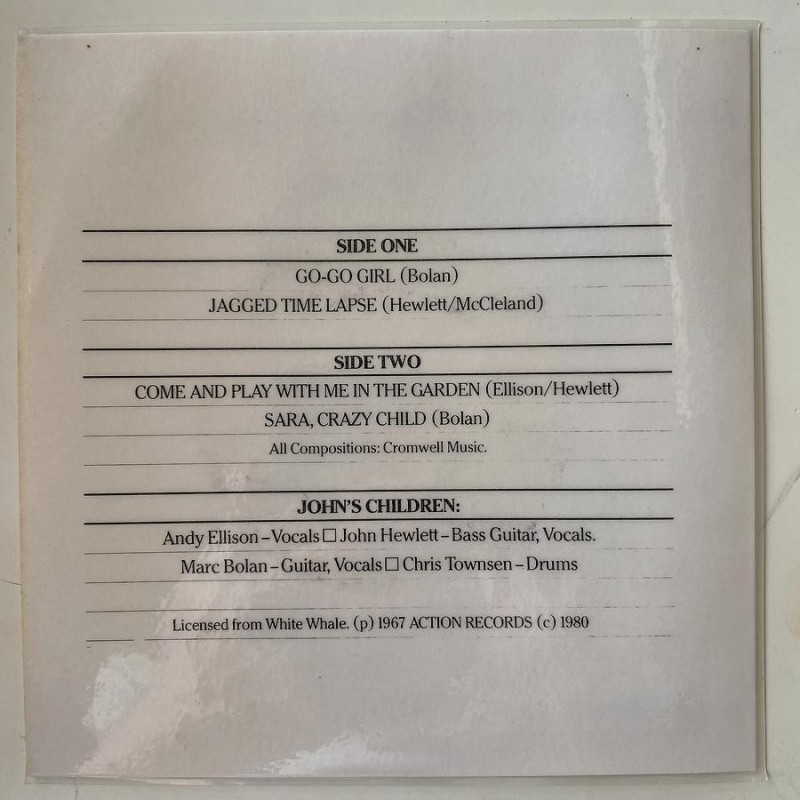 SIDE ONE
GO-GO GIRL (Bolan)
JAGGED TIME LAPSE (Hewlett/McCleland)
SIDE TWO
COME AND PLAY WITH ME IN THE GARDEN (Ellison/Hewlett)
SARA, CRAZY CHILD (Bolan)
All Compositions: Cromwell Music.
JOHN'S CHILDREN:
Andy Ellison – Vocals □ John Hewlett – Bass Guitar, Vocals.
Marc Bolan – Guitar, Vocals □ Chris Townsen – Drums
Licensed from White Whale. (p) 1967 ACTION RECORDS (c) 1980